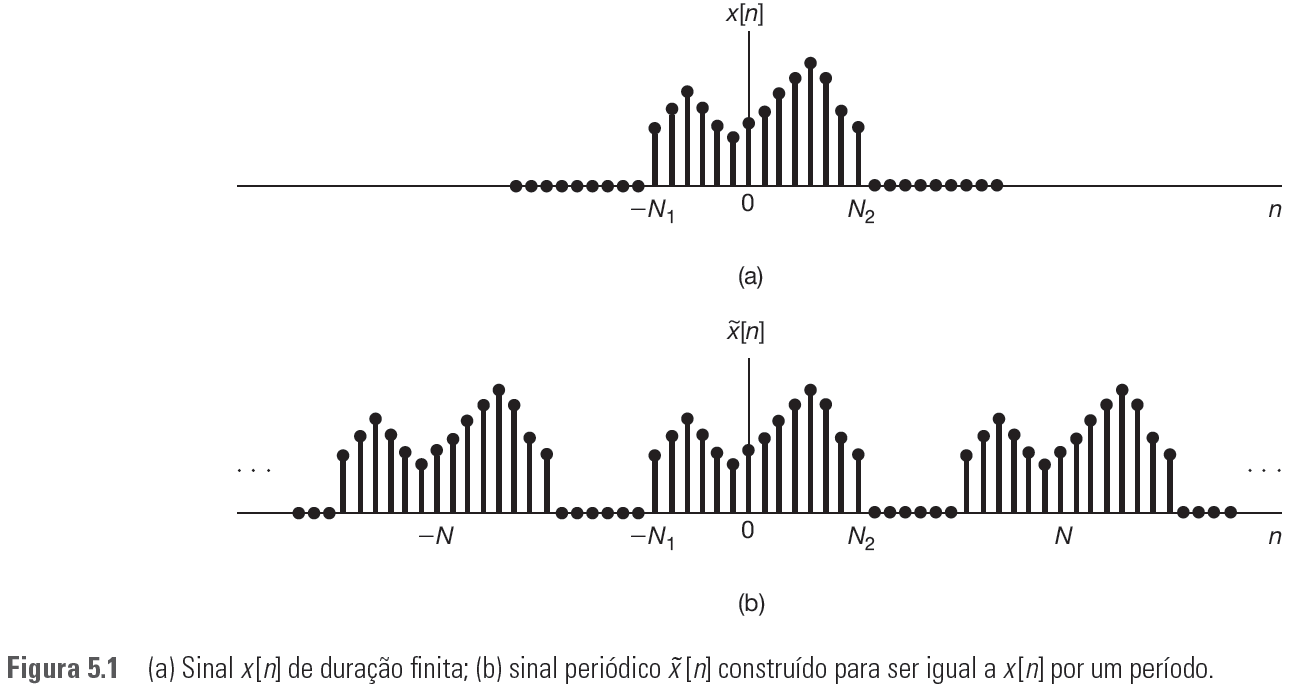 x[n]
−N₁ 0 N₂ n
(a)
x̃[n]
. . . . . .
−N −N₁ 0 N₂ N n
(b)
Figura 5.1 (a) Sinal x[n] de duração finita; (b) sinal periódico x̃[n] construído para ser igual a x[n] por um período.